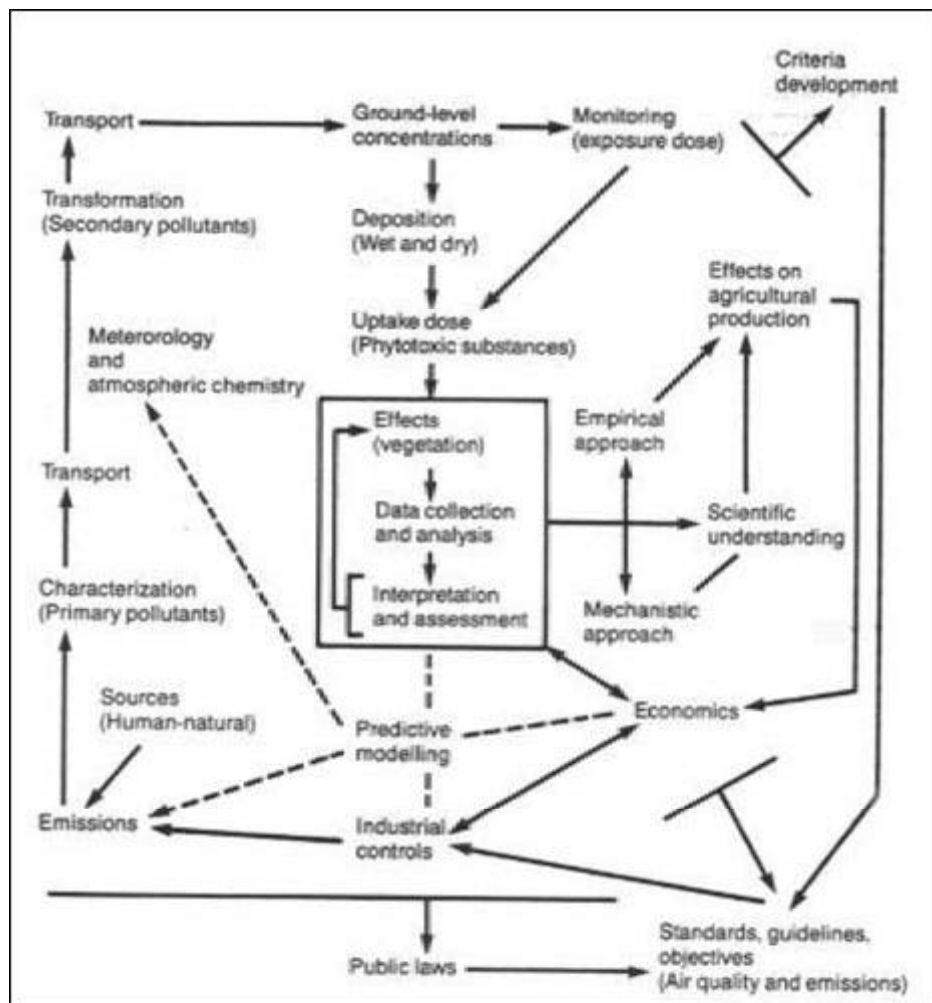 Criteria
development
Transport
Ground-level
concentrations
Monitoring
(exposure dose)
Transformation
(Secondary pollutants)
Deposition
(Wet and dry)
Effects on
agricultural
production
Meterorology
and
atmospheric chemistry
Uptake dose
(Phytotoxic substances)
Effects
(vegetation)
Empirical
approach
Transport
Data collection
and analysis
Scientific
understanding
Characterization
(Primary pollutants)
Interpretation
and assessment
Mechanistic
approach
Sources
(Human-natural)
Predictive
modelling
Economics
Emissions
Industrial
controls
Public laws
Standards, guidelines,
objectives
(Air quality and emissions)